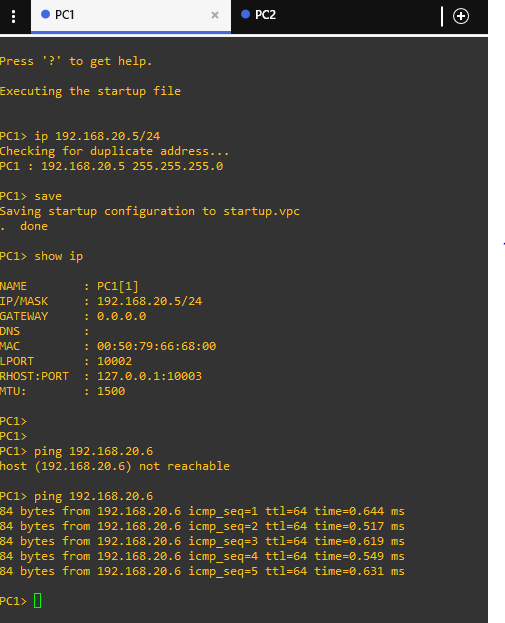 PC1
PC2
Press '?' to get help.
Executing the startup file
PC1> ip 192.168.20.5/24
Checking for duplicate address...
PC1 : 192.168.20.5 255.255.255.0
PC1> save
Saving startup configuration to startup.vpc
.  done
PC1> show ip
NAME        : PC1[1]
IP/MASK     : 192.168.20.5/24
GATEWAY     : 0.0.0.0
DNS         :
MAC         : 00:50:79:66:68:00
LPORT       : 10002
RHOST:PORT  : 127.0.0.1:10003
MTU:        : 1500
PC1>
PC1>
PC1> ping 192.168.20.6
host (192.168.20.6) not reachable
PC1> ping 192.168.20.6
84 bytes from 192.168.20.6 icmp_seq=1 ttl=64 time=0.644 ms
84 bytes from 192.168.20.6 icmp_seq=2 ttl=64 time=0.517 ms
84 bytes from 192.168.20.6 icmp_seq=3 ttl=64 time=0.619 ms
84 bytes from 192.168.20.6 icmp_seq=4 ttl=64 time=0.549 ms
84 bytes from 192.168.20.6 icmp_seq=5 ttl=64 time=0.631 ms
PC1>